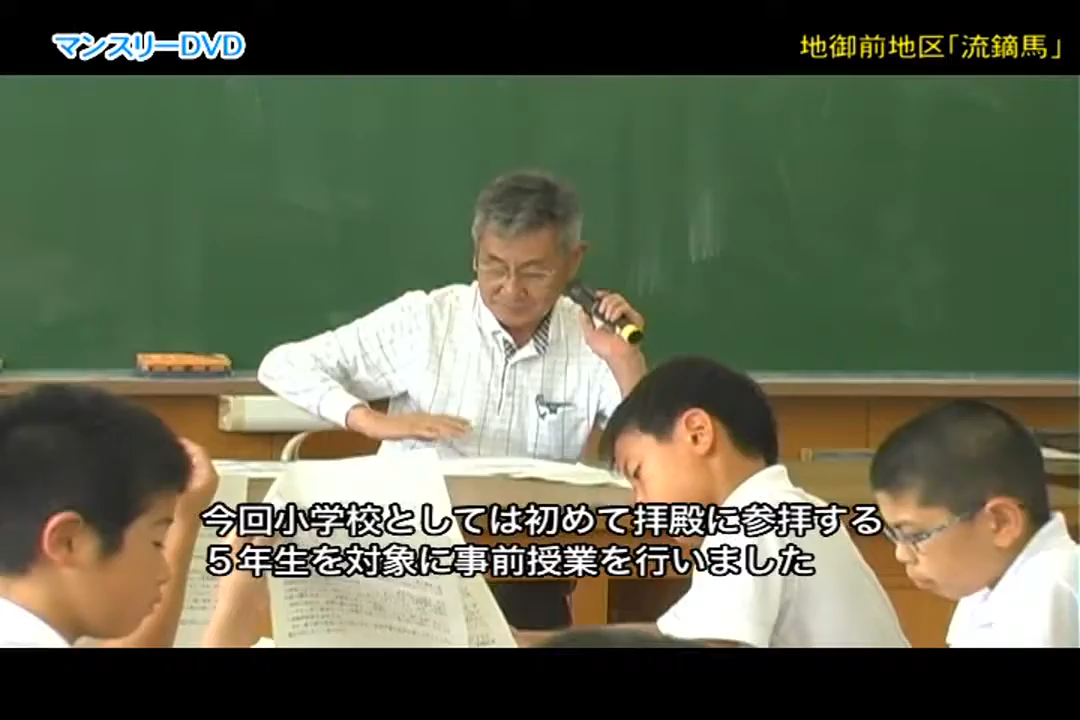 マンスリーDVD
地御前地区「流鏑馬」
今回小学校としては初めて拝殿に参拝する
5年生を対象に事前授業を行いました